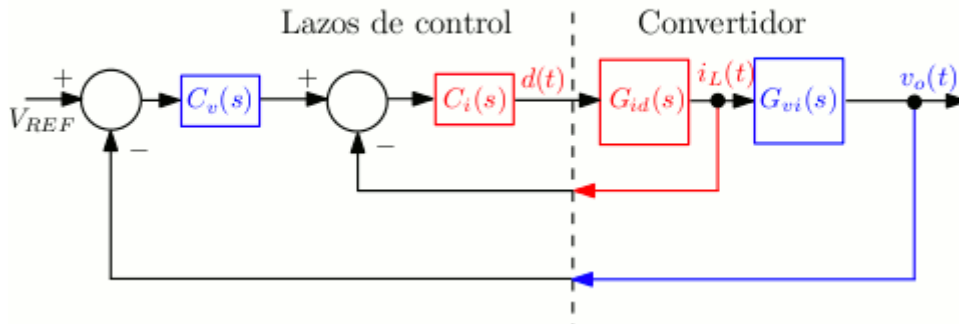 Lazos de control
Convertidor
+
V_REF
−
C_v(s)
+
−
C_i(s)
d(t)
G_id(s)
i_L(t)
G_vi(s)
v_o(t)